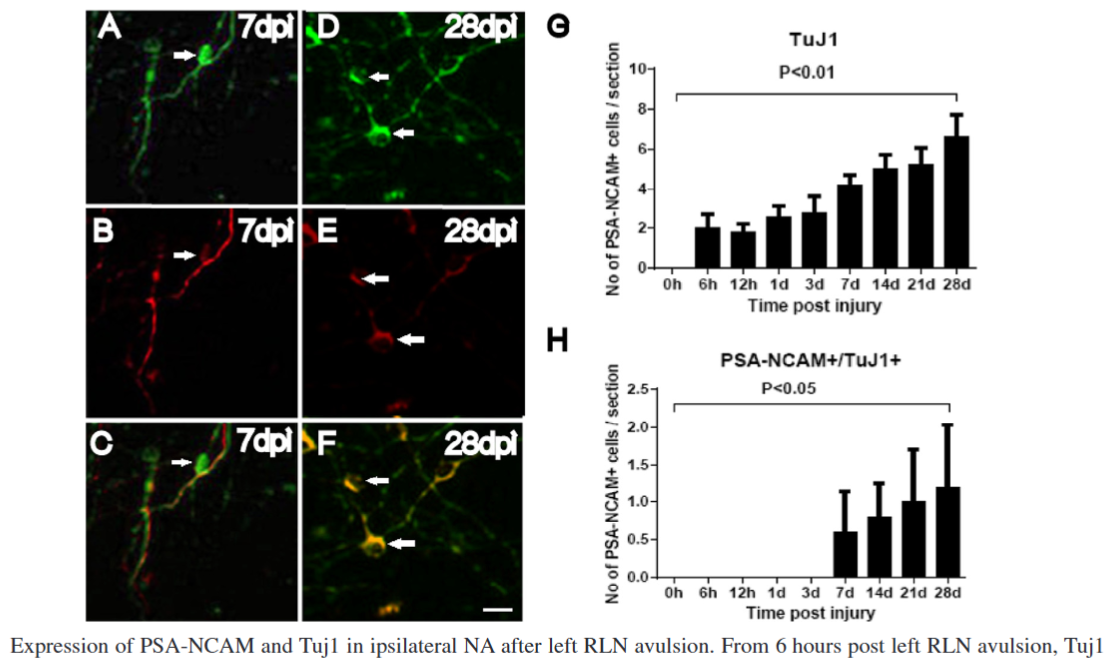 A 7dpi
D 28dpi
B 7dpi
E 28dpi
C 7dpi
F 28dpi
G
TuJ1
P<0.01
No of PSA-NCAM+ cells / section
10
8
6
4
2
0
0h 6h 12h 1d 3d 7d 14d 21d 28d
Time post injury
H
PSA-NCAM+/TuJ1+
P<0.05
No of PSA-NCAM+ cells / section
2.5
2.0
1.5
1.0
0.5
0.0
0h 6h 12h 1d 3d 7d 14d 21d 28d
Time post injury
Expression of PSA-NCAM and Tuj1 in ipsilateral NA after left RLN avulsion. From 6 hours post left RLN avulsion, Tuj1